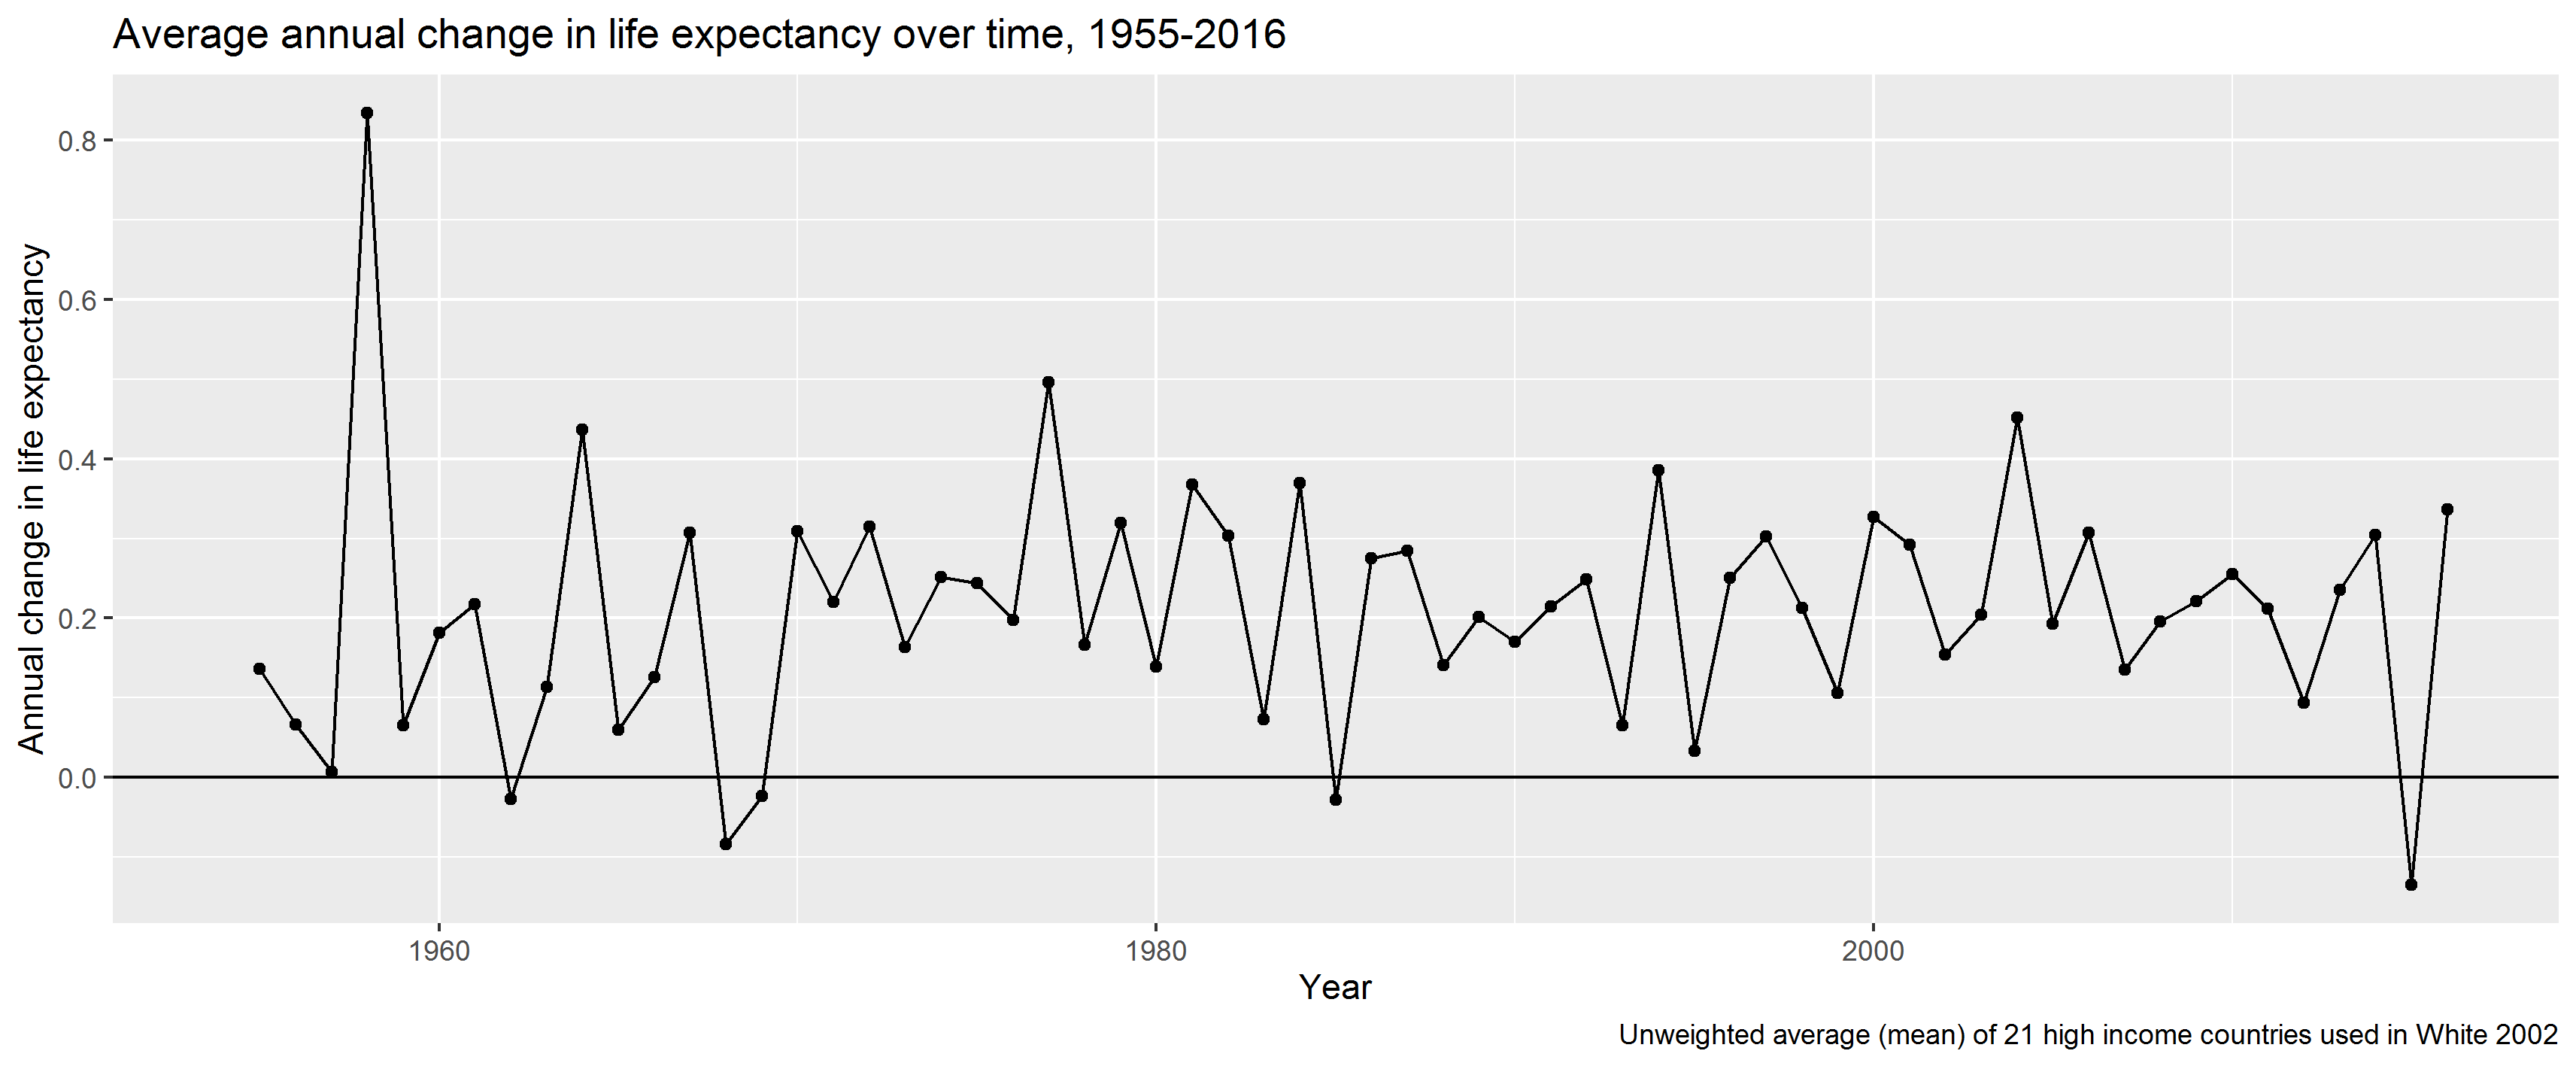 Average annual change in life expectancy over time, 1955-2016
Annual change in life expectancy
0.8
0.6
0.4
0.2
0.0
1960
1980
2000
Year
Unweighted average (mean) of 21 high income countries used in White 2002